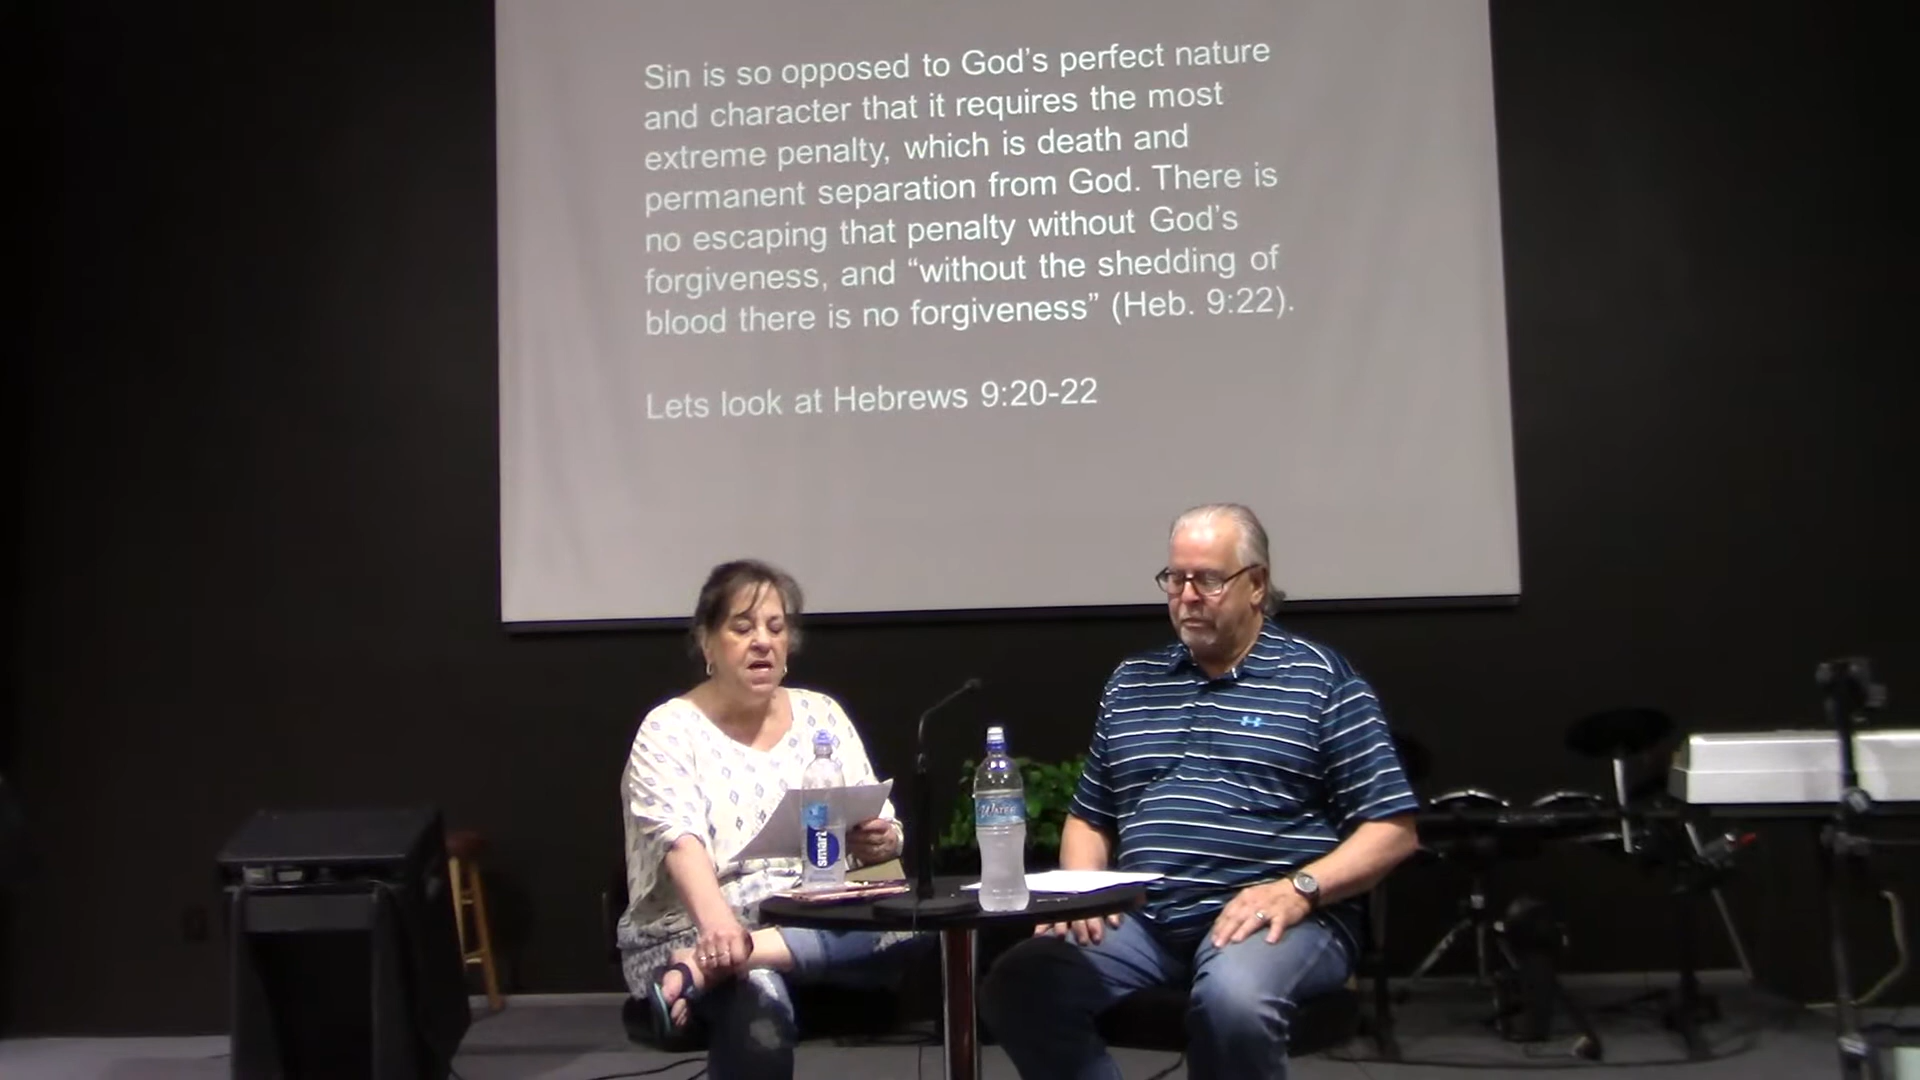 Sin is so opposed to God's perfect nature
and character that it requires the most
extreme penalty, which is death and
permanent separation from God. There is
no escaping that penalty without God's
forgiveness, and “without the shedding of
blood there is no forgiveness” (Heb. 9:22).
Lets look at Hebrews 9:20-22
smart
Water